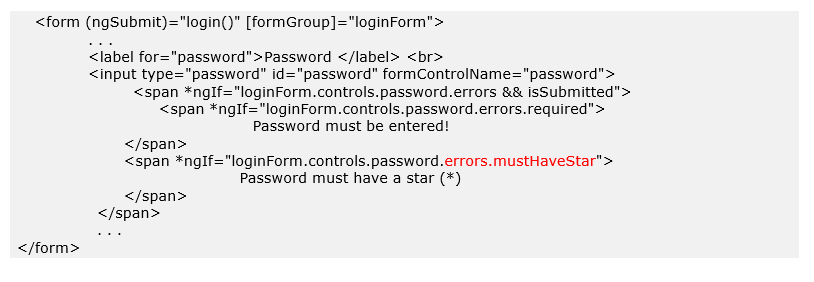 <form (ngSubmit)="login()" [formGroup]="loginForm">
. . .
<label for="password">Password </label> <br>
<input type="password" id="password" formControlName="password">
<span *ngIf="loginForm.controls.password.errors && isSubmitted">
<span *ngIf="loginForm.controls.password.errors.required">
Password must be entered!
</span>
<span *ngIf="loginForm.controls.password.errors.mustHaveStar">
Password must have a star (*)
</span>
</span>
. . .
</form>